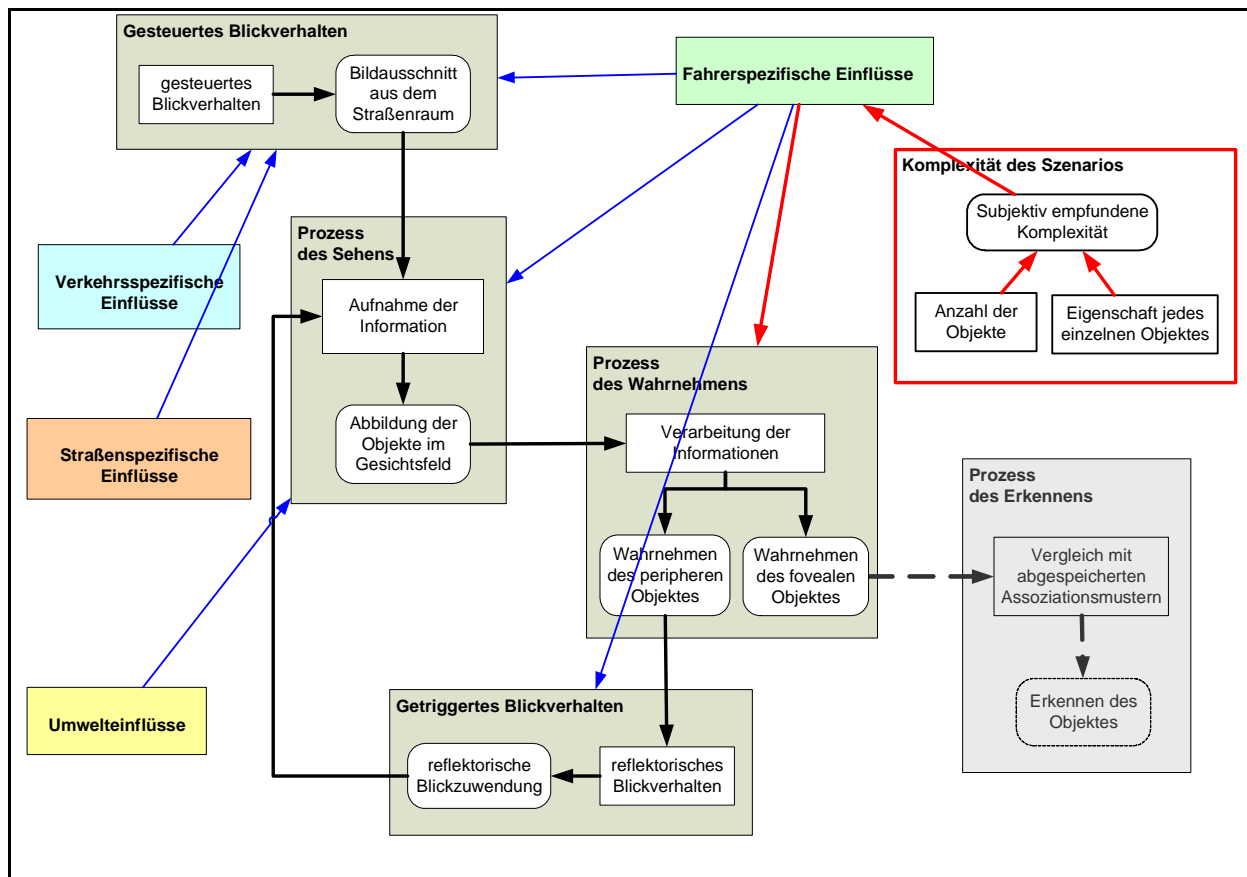 Gesteuertes Blickverhalten
gesteuertes
Blickverhalten
Bildausschnitt
aus dem
Straßenraum
Fahrerspezifische Einflüsse
Komplexität des Szenarios
Subjektiv empfundene
Komplexität
Anzahl der
Objekte
Eigenschaft jedes
einzelnen Objektes
Verkehrsspezifische
Einflüsse
Prozess
des Sehens
Aufnahme der
Information
Abbildung der
Objekte im
Gesichtsfeld
Straßenspezifische
Einflüsse
Prozess
des Wahrnehmens
Verarbeitung der
Informationen
Wahrnehmen
des peripheren
Objektes
Wahrnehmen
des fovealen
Objektes
Prozess
des Erkennens
Vergleich mit
abgespeicherten
Assoziationsmustern
Erkennen des
Objektes
Umwelteinflüsse
Getriggertes Blickverhalten
reflektorische
Blickzuwendung
reflektorisches
Blickverhalten